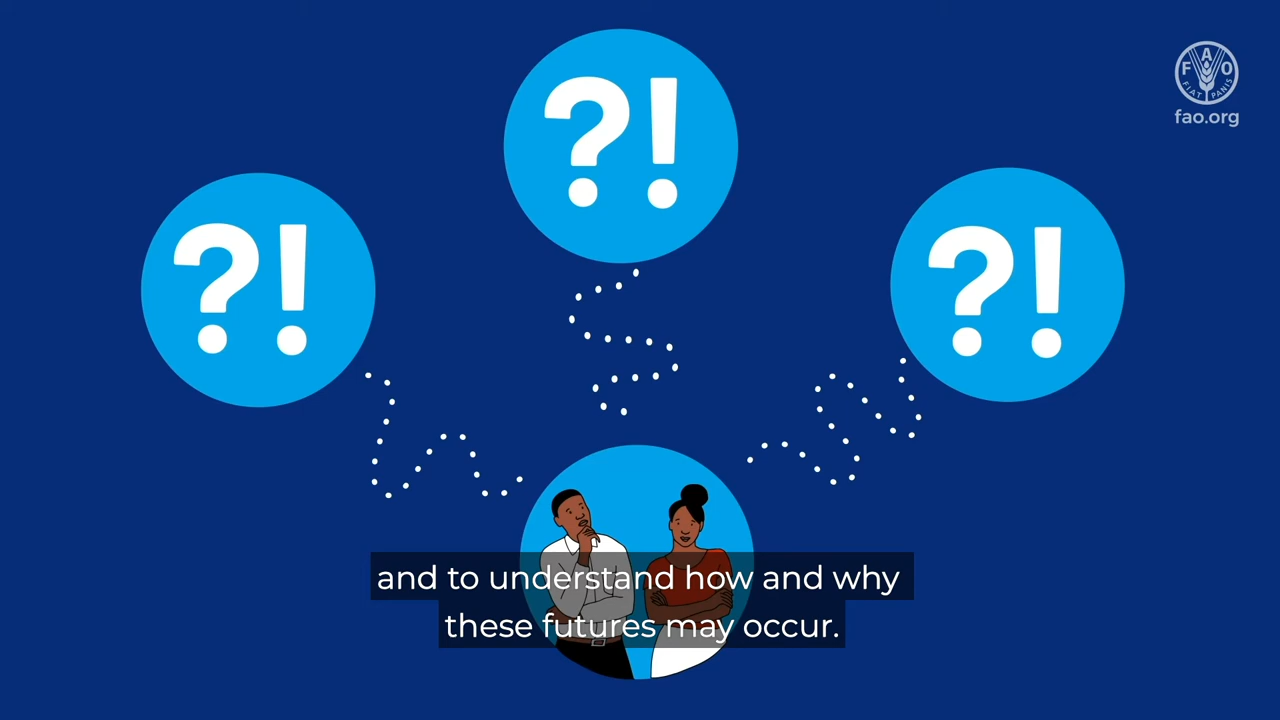 ?!
FAO
FIAT PANIS
fao.org
?!
?!
and to understand how and why
these futures may occur.